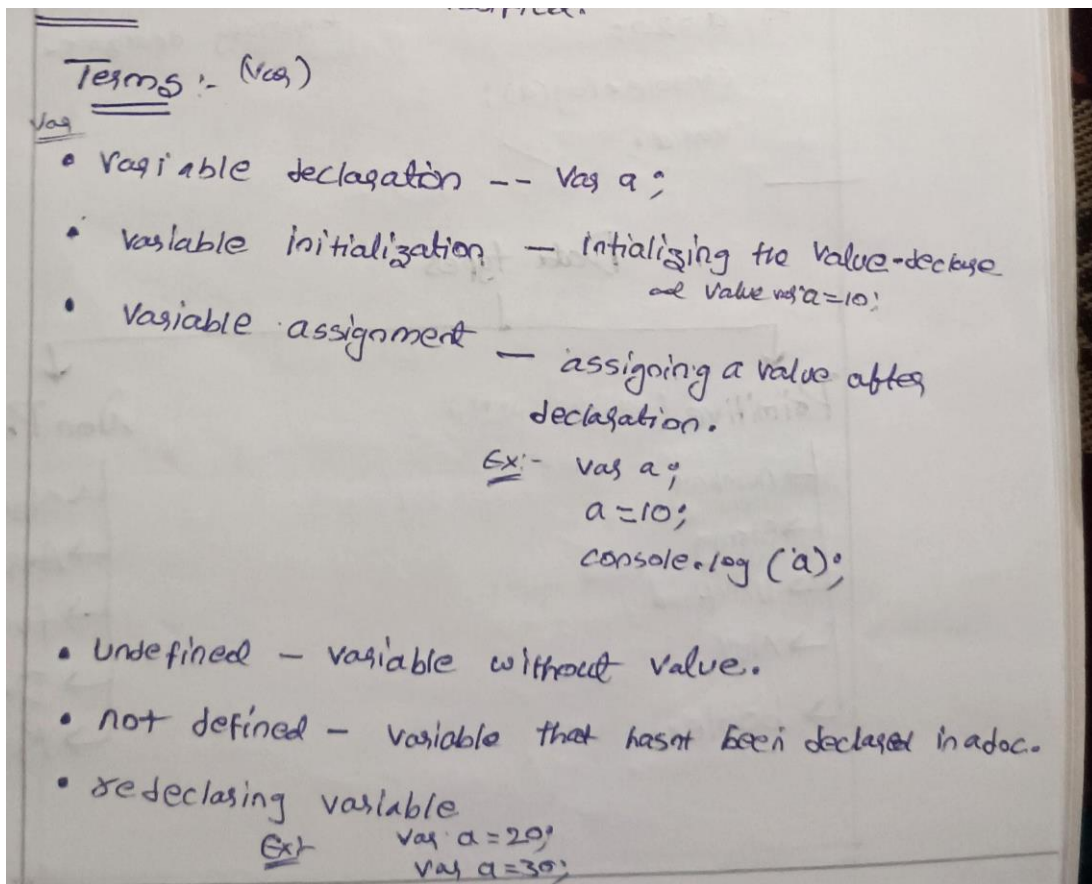 Terms :- (var)
var
• variable declaration -- Var a;
• variable initialization — intializing the value-declare
and value var a=10;
• variable assignment — assigning a value after
declaration.
Ex:- var a;
a=10;
console.log (a);
• Undefined – variable without value.
• not defined – variable that hasnt been declared in a doc.
• redeclaring variable
Ex:- var a=20;
var a=30;